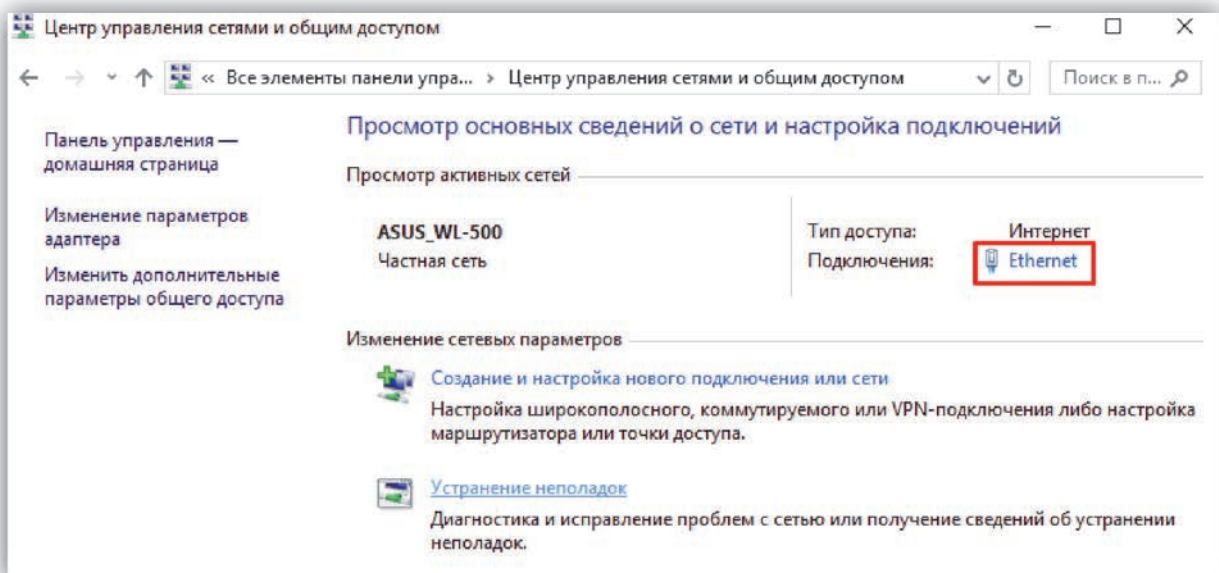 Центр управления сетями и общим доступом
« Все элементы панели упра... > Центр управления сетями и общим доступом
Поиск в п...
Панель управления —
домашняя страница
Изменение параметров
адаптера
Изменить дополнительные
параметры общего доступа
Просмотр основных сведений о сети и настройка подключений
Просмотр активных сетей
ASUS_WL-500
Частная сеть
Тип доступа: Интернет
Подключения: Ethernet
Изменение сетевых параметров
Создание и настройка нового подключения или сети
Настройка широкополосного, коммутируемого или VPN-подключения либо настройка
маршрутизатора или точки доступа.
Устранение неполадок
Диагностика и исправление проблем с сетью или получение сведений об устранении
неполадок.